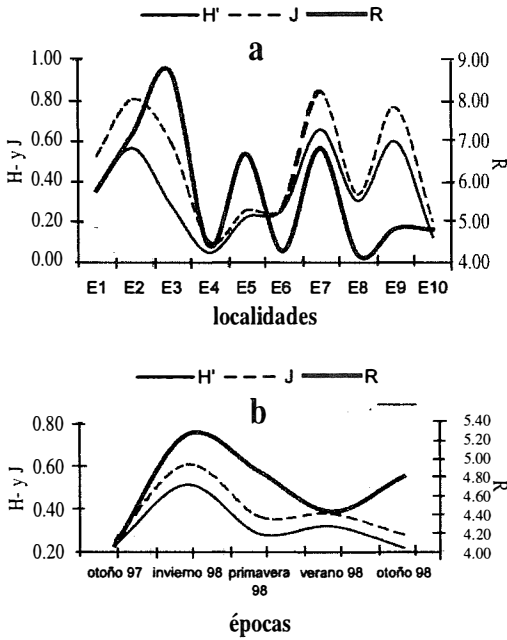 H' J R
a
1.00 9.00
0.80 8.00
0.60 7.00
0.40 6.00
0.20 5.00
0.00 4.00
H- y J
R
E1 E2 E3 E4 E5 E6 E7 E8 E9 E10
localidades
H' J R
b
0.80 5.40
5.20
5.00
0.60 4.80
4.60
0.40 4.40
4.20
0.20 4.00
H- y J
R
otoño 97 invierno 98 primavera 98 verano 98 otoño 98
épocas